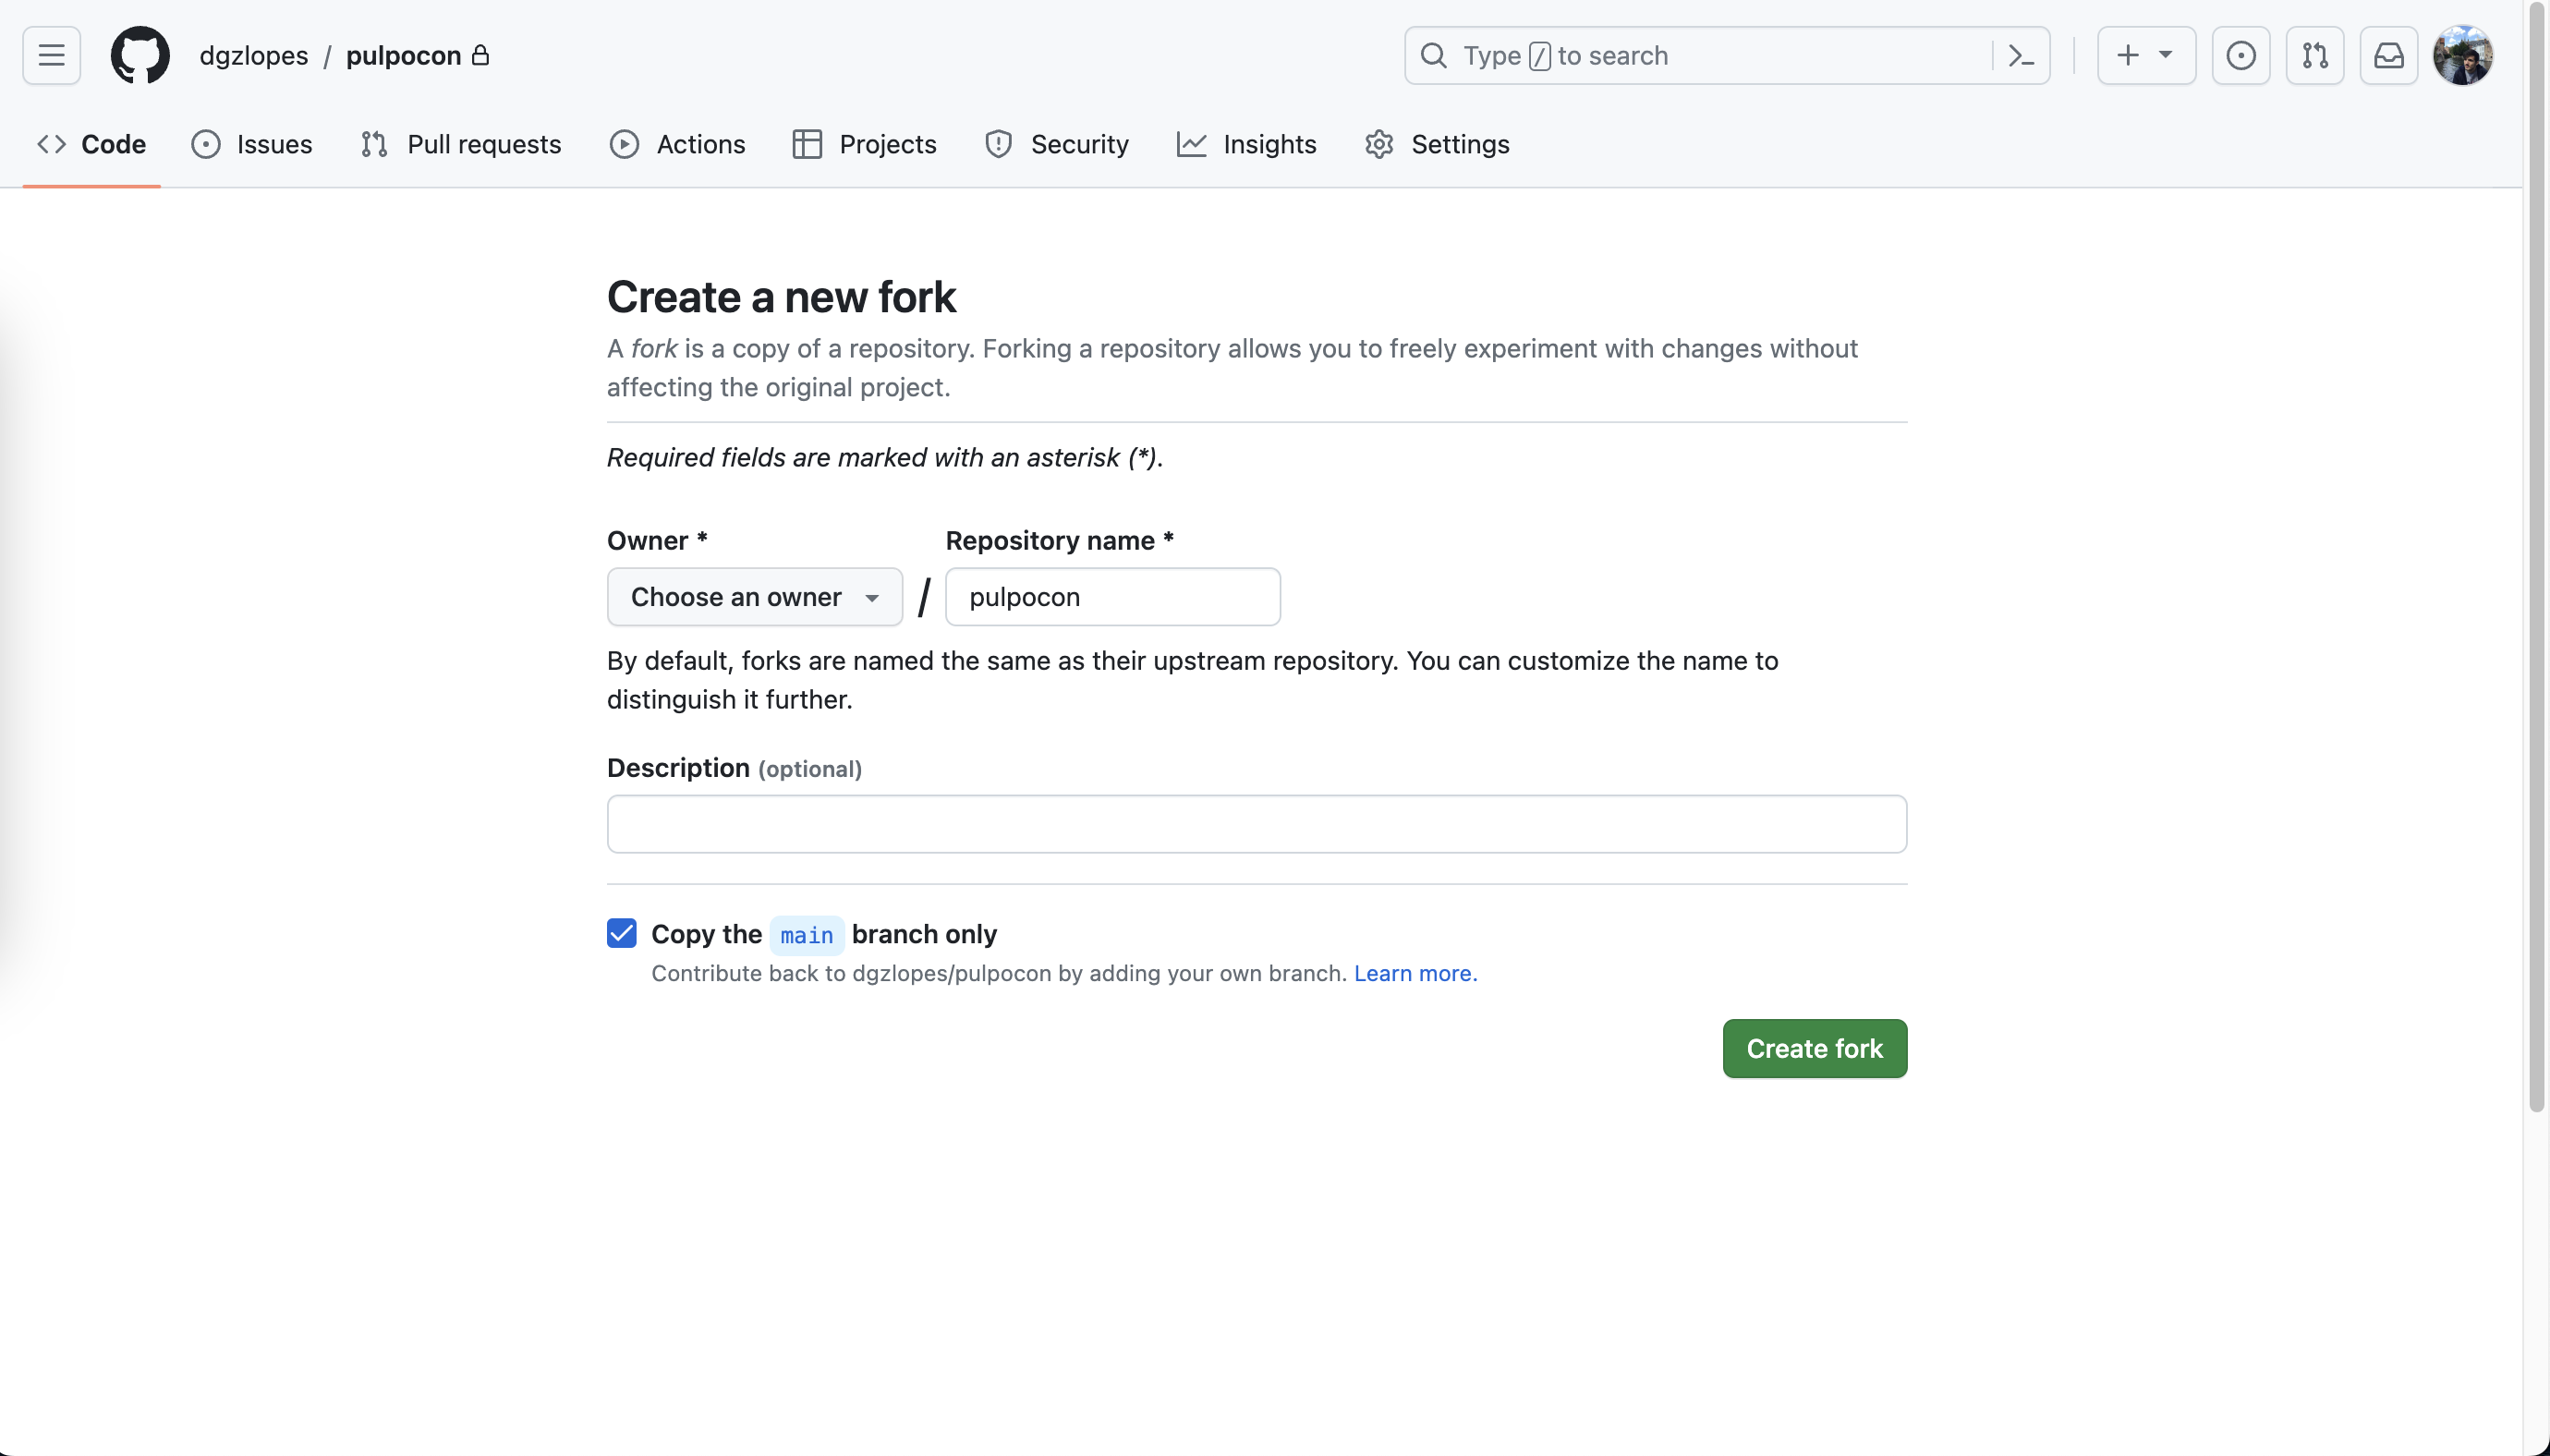 dgzlopes / pulpocon
Type / to search
Code Issues Pull requests Actions Projects Security Insights Settings
Create a new fork
A fork is a copy of a repository. Forking a repository allows you to freely experiment with changes without
affecting the original project.
Required fields are marked with an asterisk (*).
Owner * Repository name *
Choose an owner / pulpocon
By default, forks are named the same as their upstream repository. You can customize the name to
distinguish it further.
Description (optional)
Copy the main branch only
Contribute back to dgzlopes/pulpocon by adding your own branch. Learn more.
Create fork